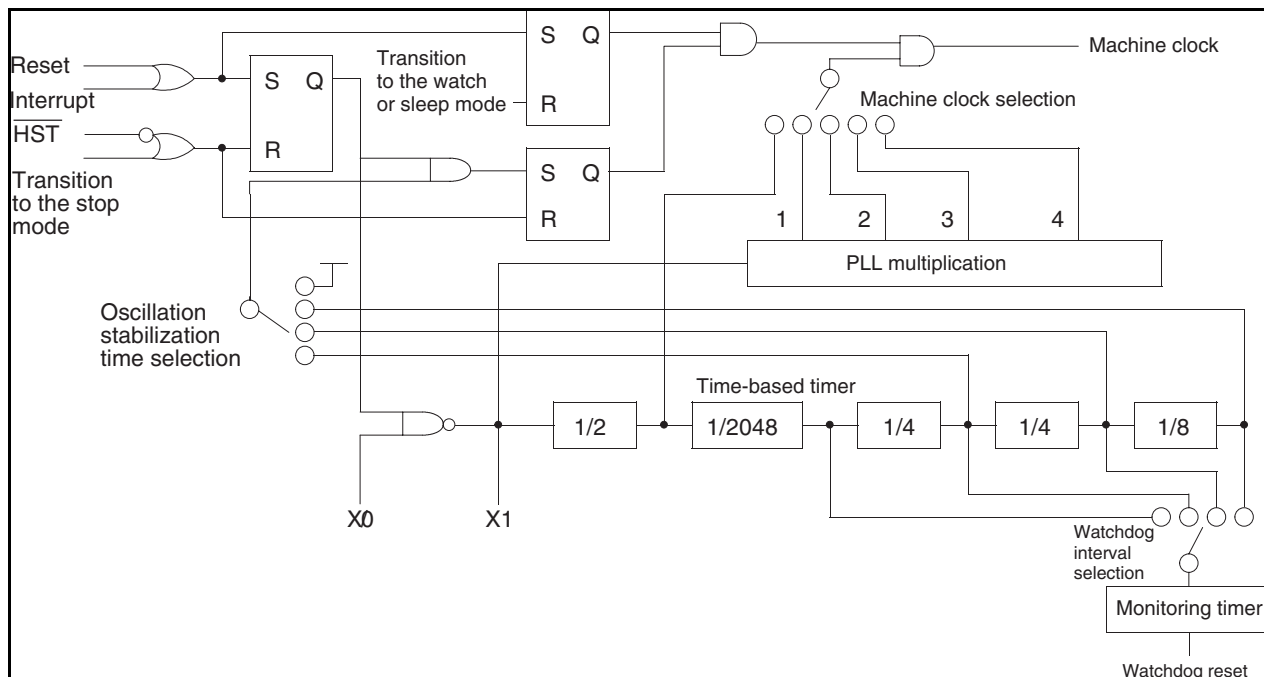 Reset
Interrupt
HST
Transition
to the stop
mode
S Q
R
Transition
to the watch
or sleep mode
S Q
R
S Q
R
Machine clock
Machine clock selection
1 2 3 4
PLL multiplication
Oscillation
stabilization
time selection
Time-based timer
1/2
1/2048
1/4
1/4
1/8
X0
X1
Watchdog
interval
selection
Monitoring timer
Watchdog reset